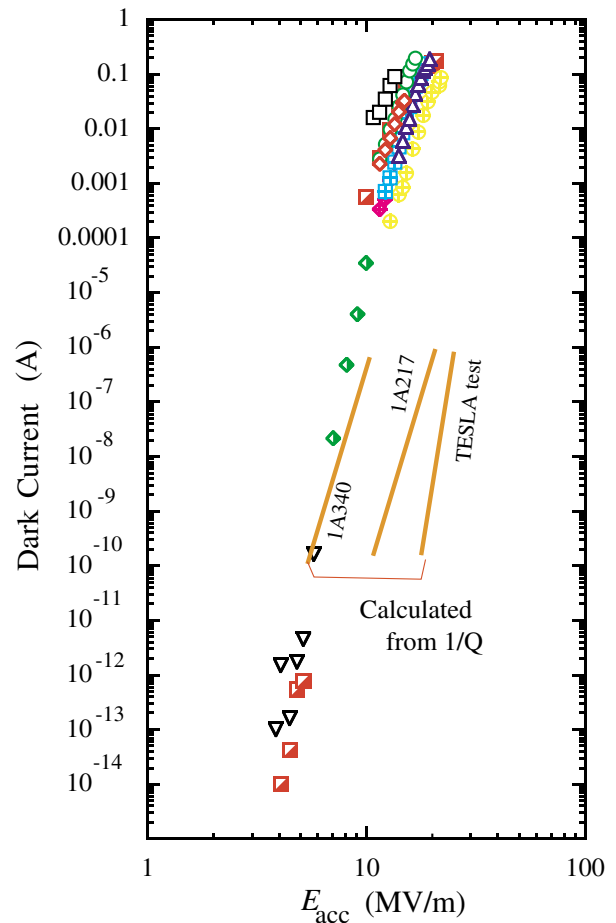 1
0.1
0.01
0.001
0.0001
10⁻⁵
10⁻⁶
10⁻⁷
10⁻⁸
10⁻⁹
10⁻¹⁰
10⁻¹¹
10⁻¹²
10⁻¹³
10⁻¹⁴
Dark Current (A)
1A340
1A217
TESLA test
Calculated
from 1/Q
1 10 100
E_acc (MV/m)